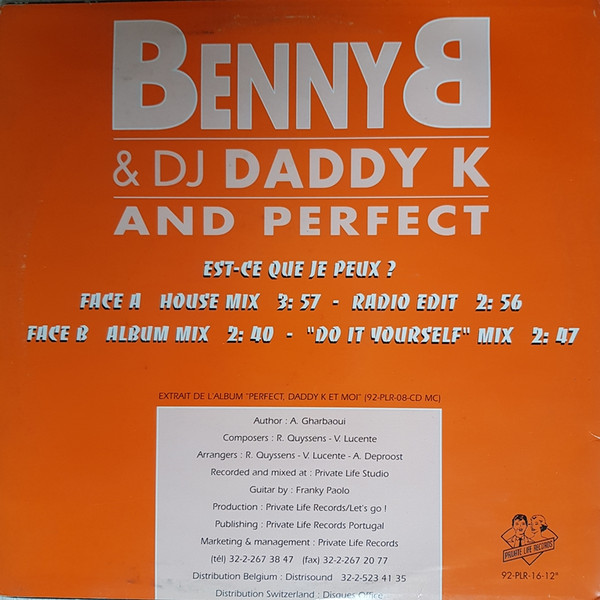 BENNY B
& DJ DADDY K
AND PERFECT
EST-CE QUE JE PEUX ?
FACE A HOUSE MIX 3: 57 - RADIO EDIT 2: 56
FACE B ALBUM MIX 2: 40 - "DO IT YOURSELF" MIX 2: 47
EXTRAIT DE L'ALBUM "PERFECT, DADDY K ET MOI" (92-PLR-08-CD MC)
Author : A. Gharbaoui
Composers : R. Quyssens - V. Lucente
Arrangers : R. Quyssens - V. Lucente - A. Deproost
Recorded and mixed at : Private Life Studio
Guitar by : Franky Paolo
Production : Private Life Records/Let's go !
Publishing : Private Life Records Portugal
Marketing & management : Private Life Records
(tél) 32-2-267 38 47 (fax) 32-2-267 20 77
Distribution Belgium : Distrisound 32-2-523 41 35
Distribution Switzerland : Disques Office
PRIVATE LIFE RECORDS
92-PLR-16-12"